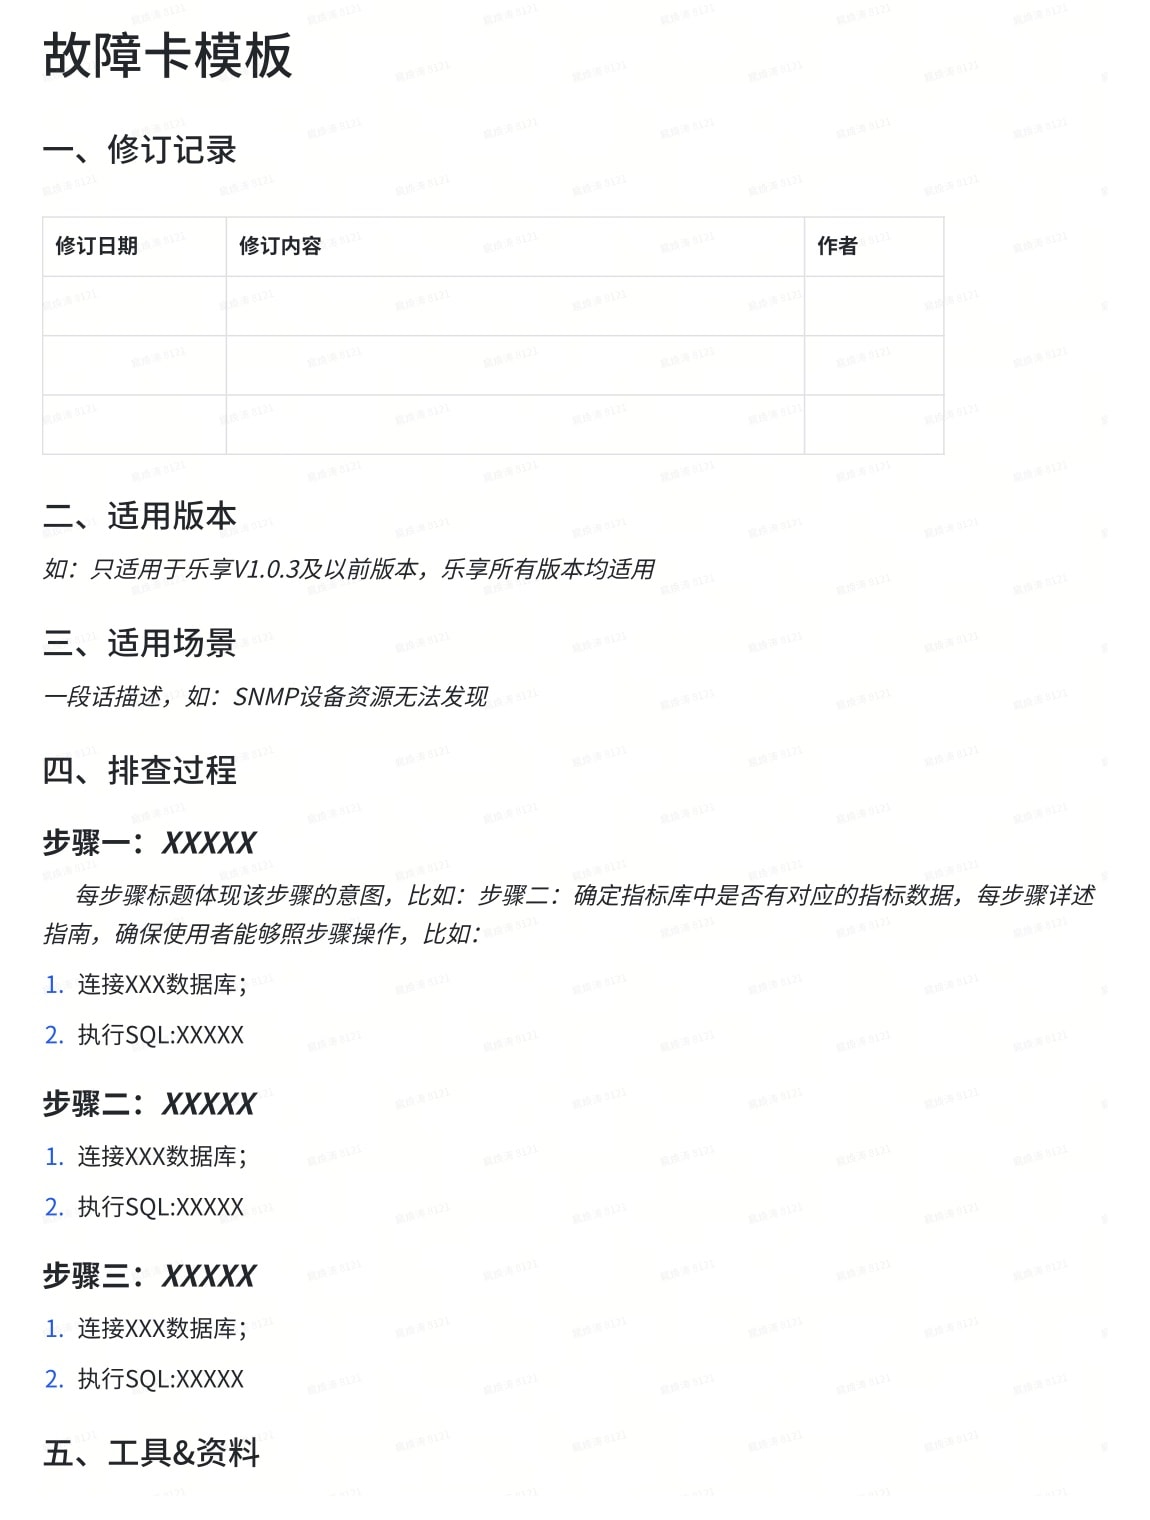 故障卡模板
一、修订记录
修订日期 修订内容 作者
二、适用版本
如：只适用于乐享V1.0.3及以前版本，乐享所有版本均适用
三、适用场景
一段话描述，如：SNMP设备资源无法发现
四、排查过程
步骤一：XXXXX
每步骤标题体现该步骤的意图，比如：步骤二：确定指标库中是否有对应的指标数据，每步骤详述
指南，确保使用者能够照步骤操作，比如：
1. 连接XXX数据库；
2. 执行SQL:XXXXX
步骤二：XXXXX
1. 连接XXX数据库；
2. 执行SQL:XXXXX
步骤三：XXXXX
1. 连接XXX数据库；
2. 执行SQL:XXXXX
五、工具&资料